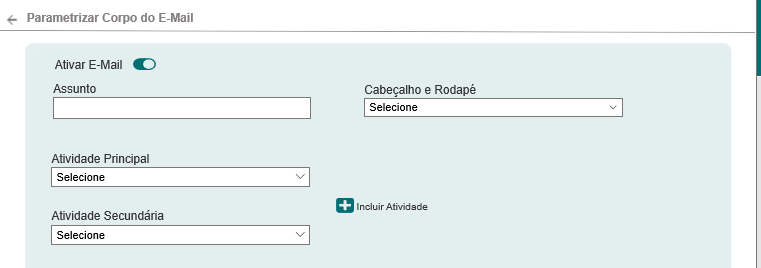 Parametrizar Corpo do E-Mail
Ativar E-Mail
Assunto
Cabeçalho e Rodapé
Selecione
Atividade Principal
Selecione
Incluir Atividade
Atividade Secundária
Selecione